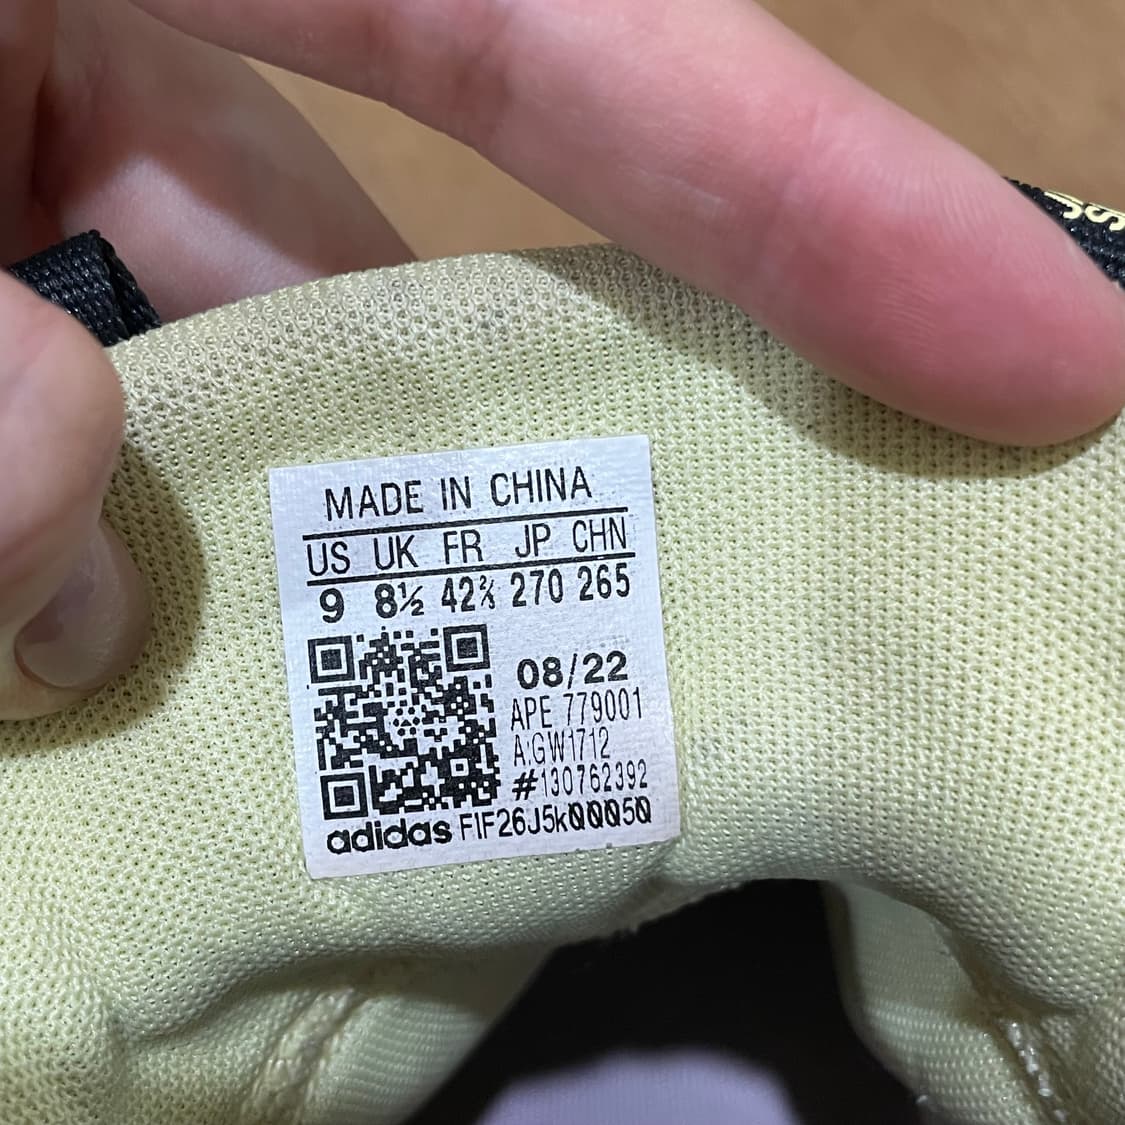 MADE IN CHINA
US UK FR JP CHN
9 8½ 42⅔ 270 265
08/22
APE 779001
A:GW1712
#130762392
adidas F1F26J5k00050